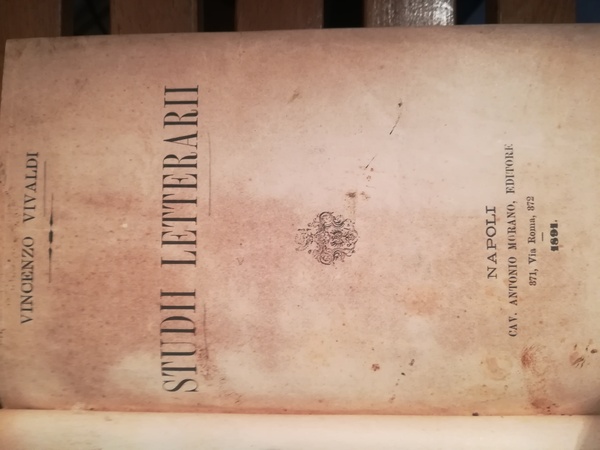 VINCENZO VIVALDI
STUDII LETTERARII
NAPOLI
CAV. ANTONIO MORANO, EDITORE
371, Via Roma, 372
1891.